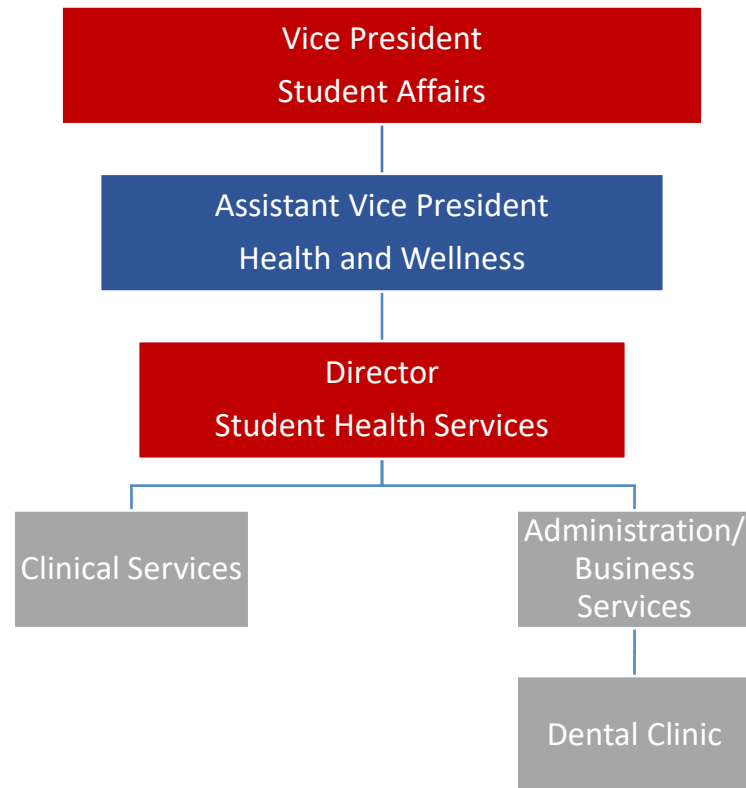 Vice President
Student Affairs
Assistant Vice President
Health and Wellness
Director
Student Health Services
Clinical Services
Administration/
Business
Services
Dental Clinic